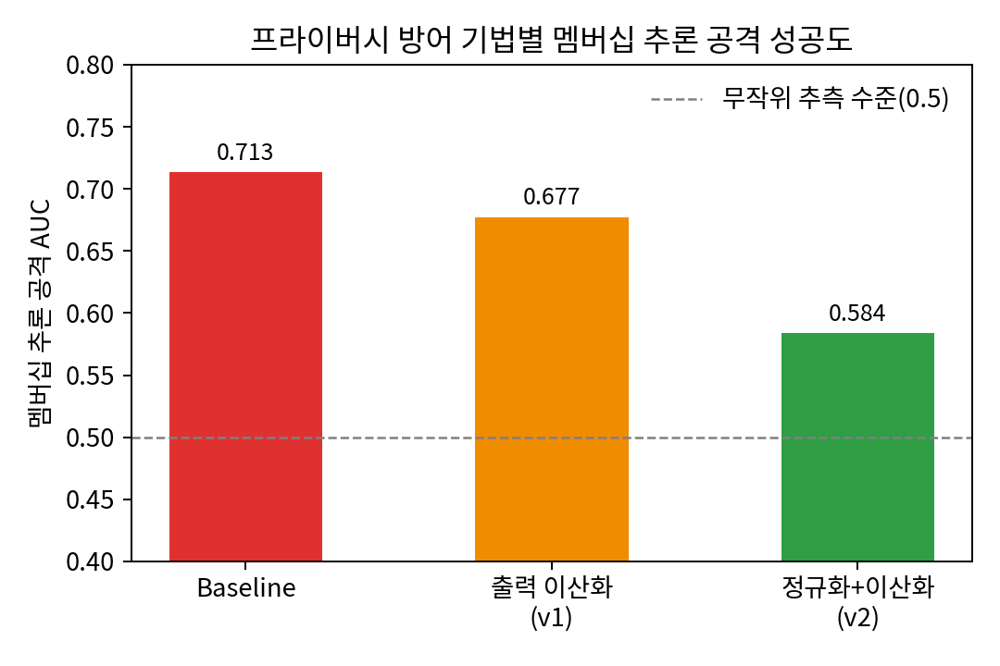 프라이버시 방어 기법별 멤버십 추론 공격 성공도
멤버십 추론 공격 AUC
0.80
0.75
0.70
0.65
0.60
0.55
0.50
0.45
0.40
무작위 추측 수준(0.5)
0.713
0.677
0.584
Baseline
출력 이산화
(v1)
정규화+이산화
(v2)